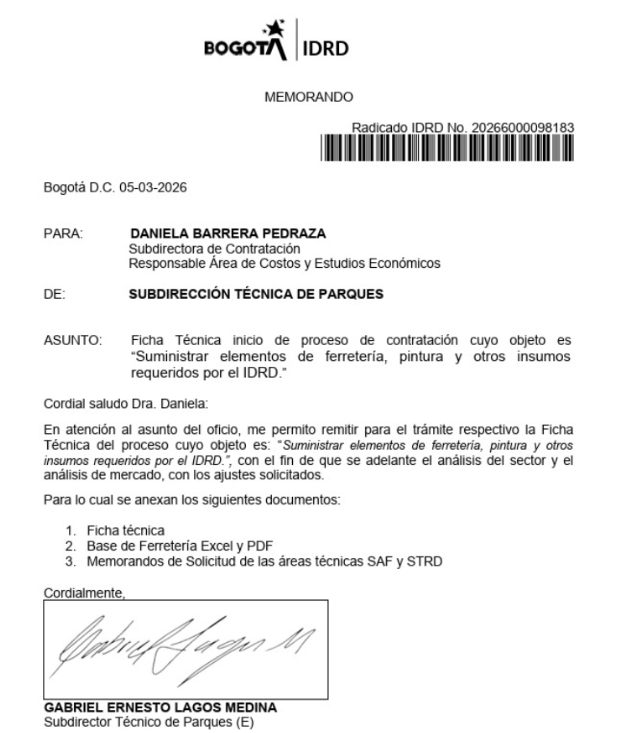 BOGOTÁ IDRD
MEMORANDO
Radicado IDRD No. 20266000098183
Bogotá D.C. 05-03-2026
PARA: DANIELA BARRERA PEDRAZA
Subdirectora de Contratación
Responsable Área de Costos y Estudios Económicos
DE: SUBDIRECCIÓN TÉCNICA DE PARQUES
ASUNTO: Ficha Técnica inicio de proceso de contratación cuyo objeto es
“Suministrar elementos de ferretería, pintura y otros insumos
requeridos por el IDRD.”
Cordial saludo Dra. Daniela:
En atención al asunto del oficio, me permito remitir para el trámite respectivo la Ficha
Técnica del proceso cuyo objeto es: “Suministrar elementos de ferretería, pintura y otros
insumos requeridos por el IDRD.”, con el fin de que se adelante el análisis del sector y el
análisis de mercado, con los ajustes solicitados.
Para lo cual se anexan los siguientes documentos:
1. Ficha técnica
2. Base de Ferretería Excel y PDF
3. Memorandos de Solicitud de las áreas técnicas SAF y STRD
Cordialmente,
Gabriel Lagos M
GABRIEL ERNESTO LAGOS MEDINA
Subdirector Técnico de Parques (E)